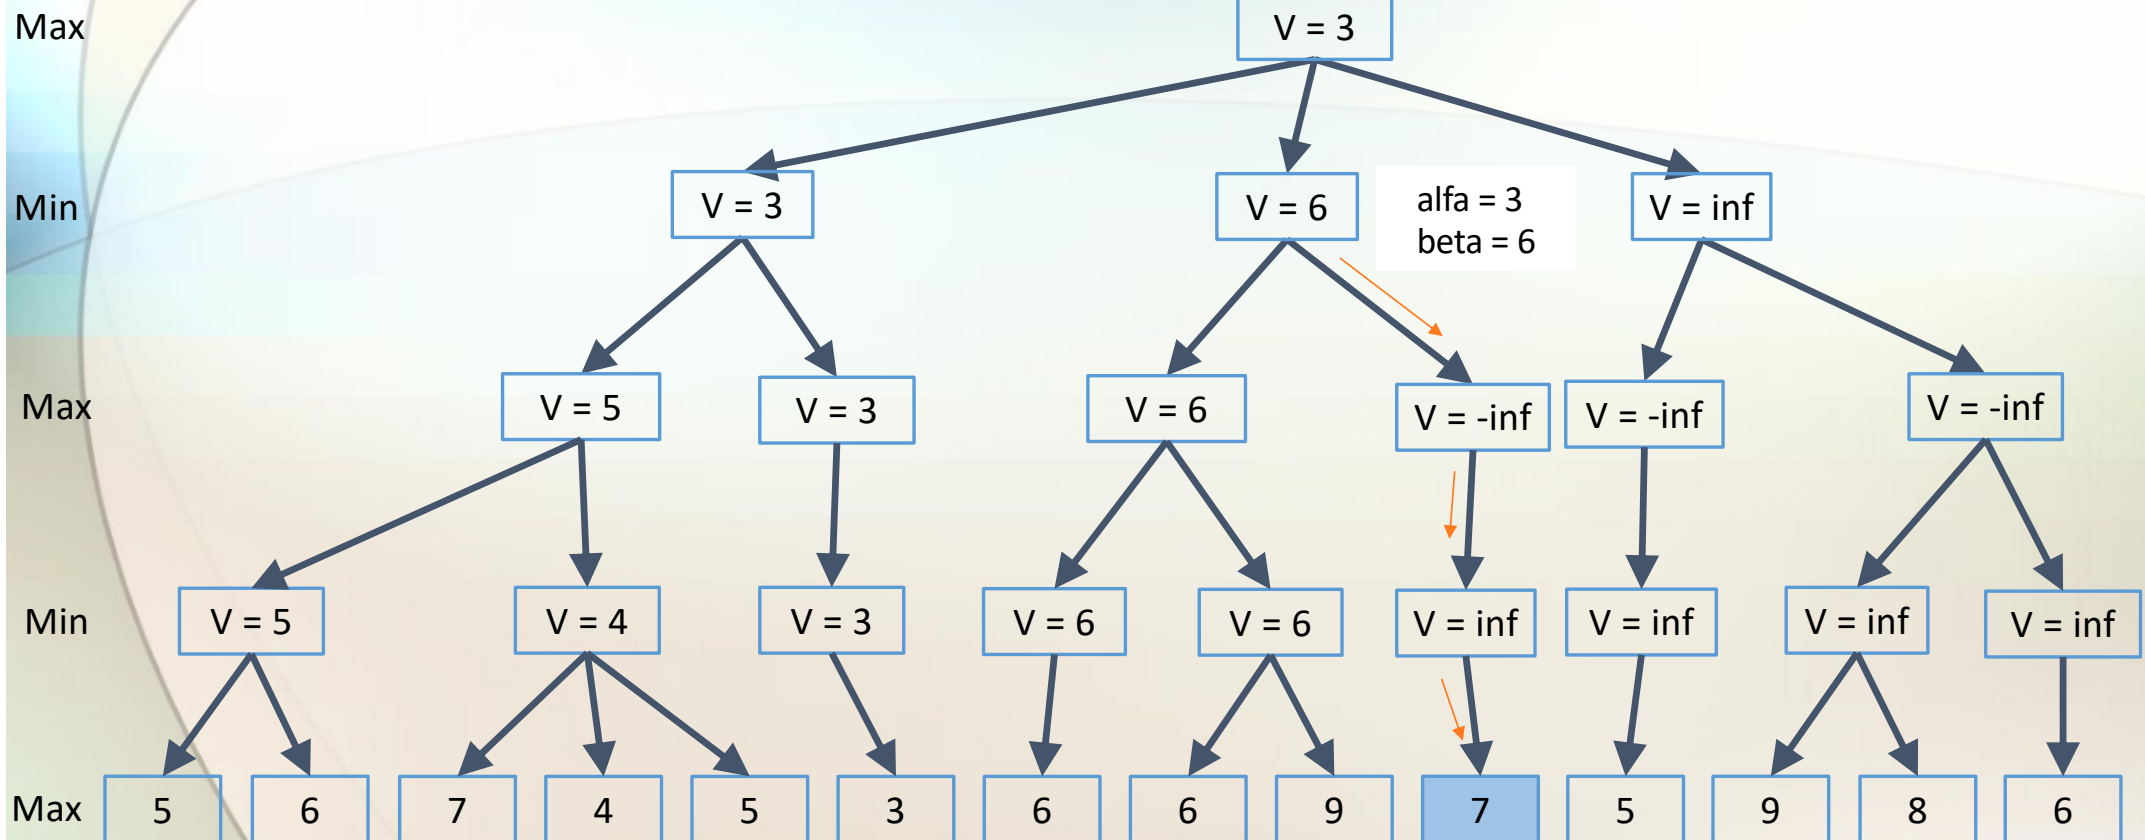 Max
V = 3
Min
V = 3
V = 6
alfa = 3
beta = 6
V = inf
Max
V = 5
V = 3
V = 6
V = -inf
V = -inf
V = -inf
Min
V = 5
V = 4
V = 3
V = 6
V = 6
V = inf
V = inf
V = inf
V = inf
Max
5
6
7
4
5
3
6
6
9
7
5
9
8
6